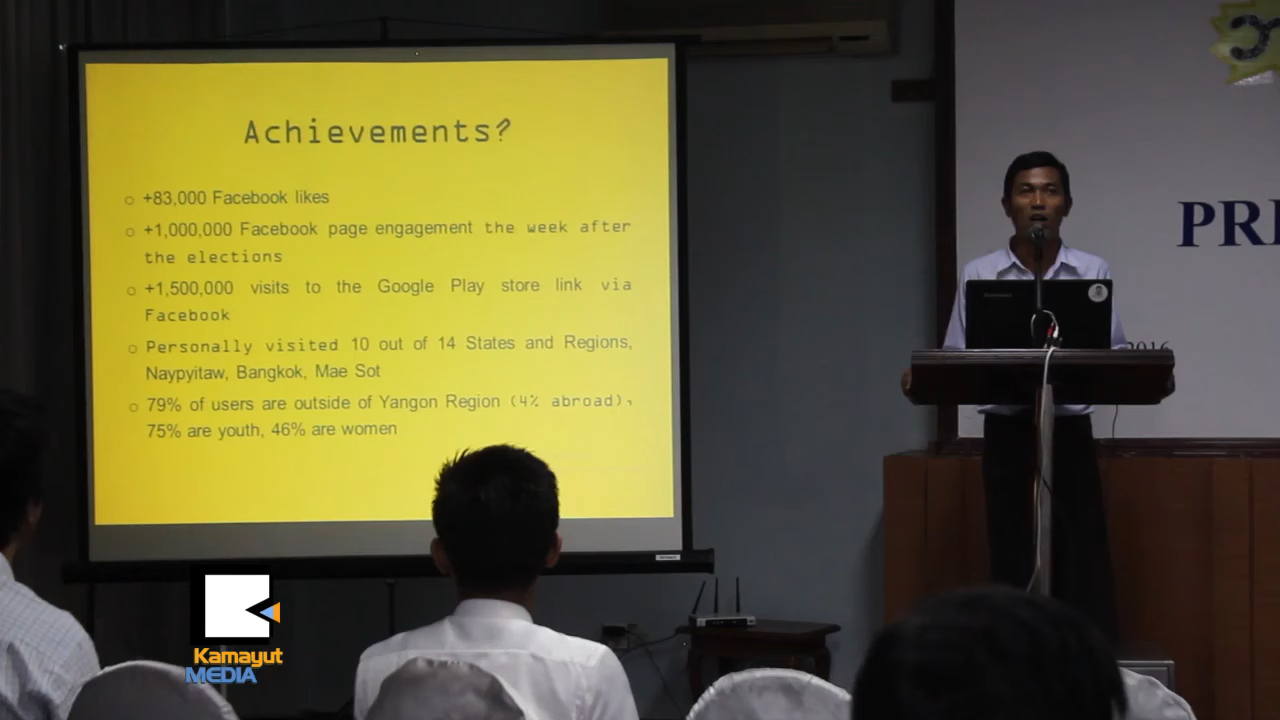 Achievements?
+83,000 Facebook likes
+1,000,000 Facebook page engagement the week after
the elections
+1,500,000 visits to the Google Play store link via
Facebook
Personally visited 10 out of 14 States and Regions,
Naypyitaw, Bangkok, Mae Sot
79% of users are outside of Yangon Region (4% abroad),
75% are youth, 46% are women
PR
2016
Kamayut
MEDIA